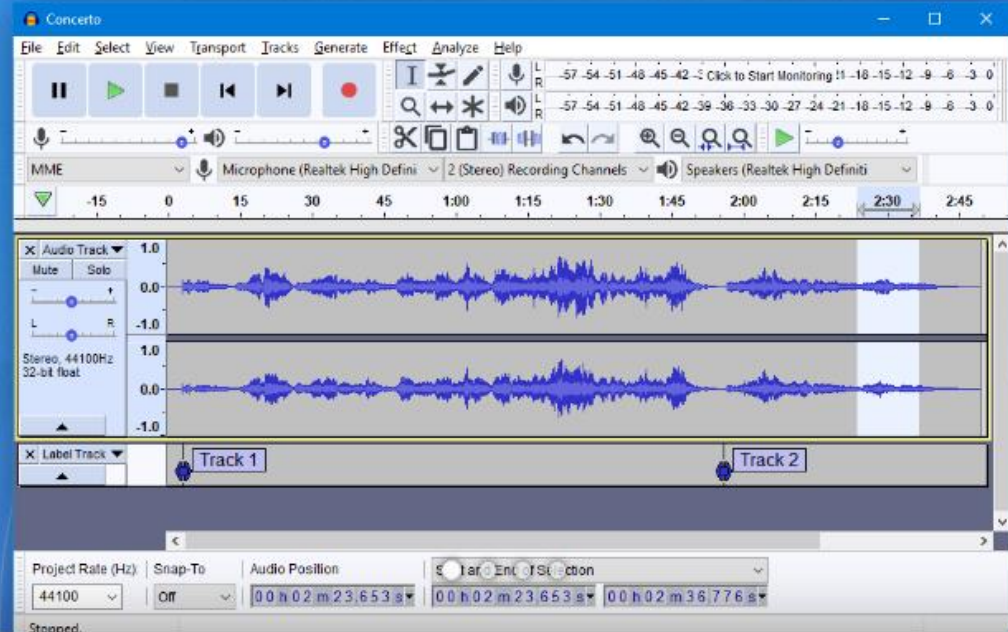 Concerto
File Edit Select View Transport Tracks Generate Effect Analyze Help
L -57 -54 -51 -48 -45 -42 Click to Start Monitoring -18 -15 -12 -9 -6 -3 0
R
L -57 -54 -51 -48 -45 -42 -39 -36 -33 -30 -27 -24 -21 -18 -15 -12 -9 -6 -3 0
R
- + - + - +
MME Microphone (Realtek High Defini 2 (Stereo) Recording Channels Speakers (Realtek High Definiti
-15 0 15 30 45 1:00 1:15 1:30 1:45 2:00 2:15 2:30 2:45
X Audio Track 1.0
Mute Solo
- + 0.0
L R -1.0
Stereo, 44100Hz 1.0
32-bit float
0.0
-1.0
X Label Track
Track 1 Track 2
Project Rate (Hz) Snap-To Audio Position Start and End of Selection
44100 Off 00 h 02 m 23.653 s 00 h 02 m 23.653 s 00 h 02 m 36.776 s
Stopped.